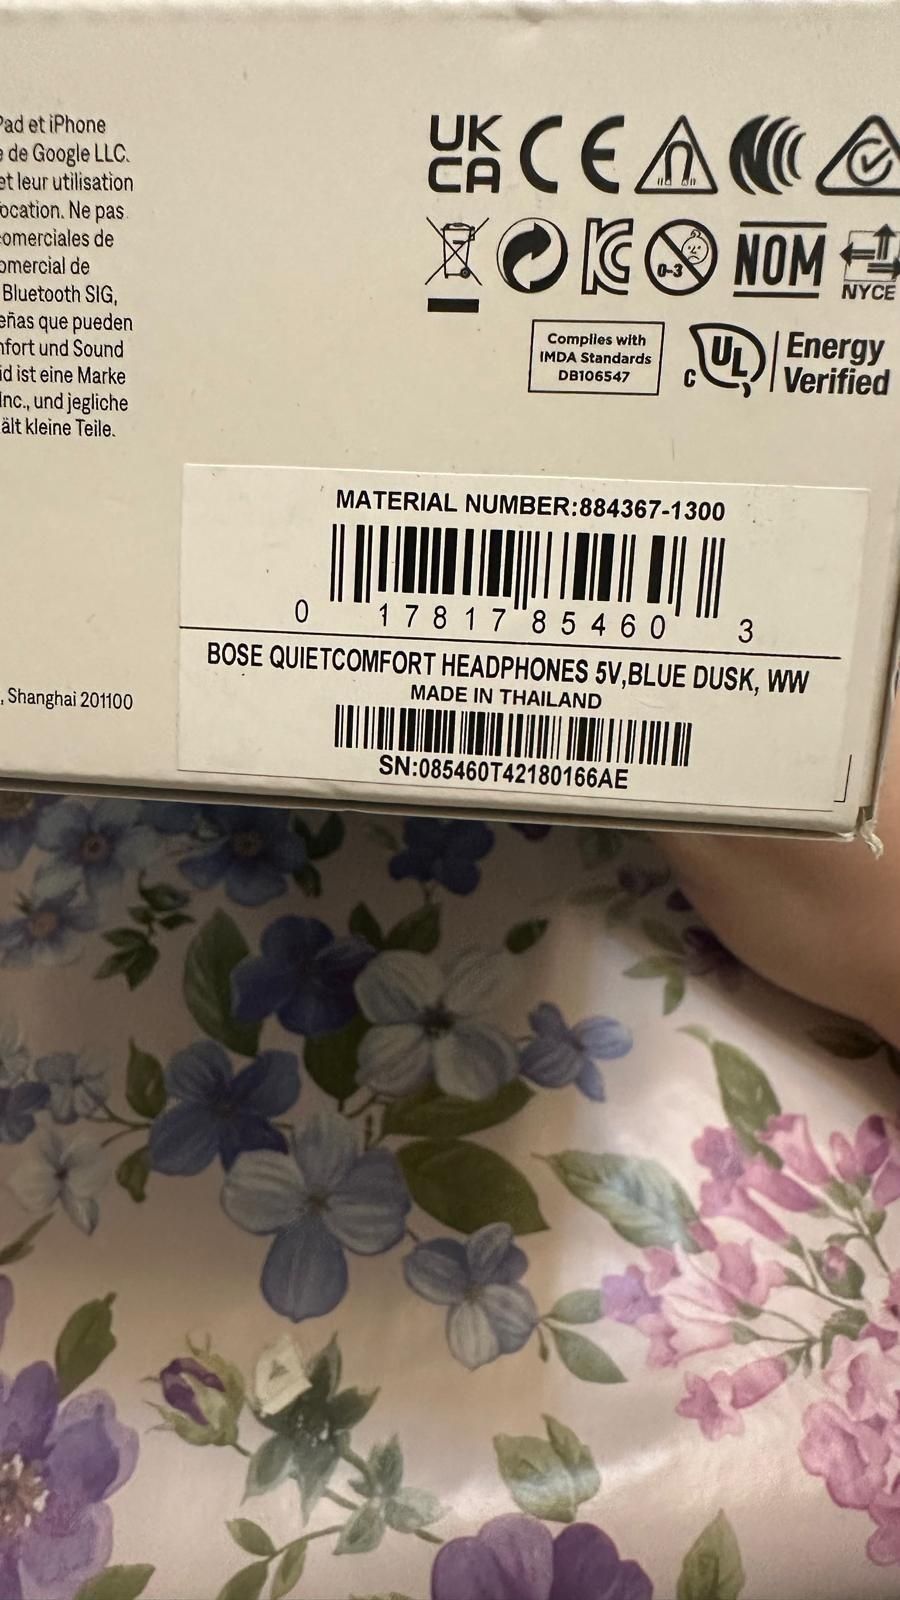 Pad et iPhone
de Google LLC.
et leur utilisation
ocation. Ne pas
comerciales de
omercial de
Bluetooth SIG,
eñas que pueden
nfort und Sound
id ist eine Marke
Inc., und jegliche
ält kleine Teile.
, Shanghai 201100
UK
CA CE
0-3 NOM
NYCE
Complies with
IMDA Standards
DB106547
C UL Energy
Verified
MATERIAL NUMBER:884367-1300
0 17817 85460 3
BOSE QUIETCOMFORT HEADPHONES 5V,BLUE DUSK, WW
MADE IN THAILAND
SN:085460T42180166AE